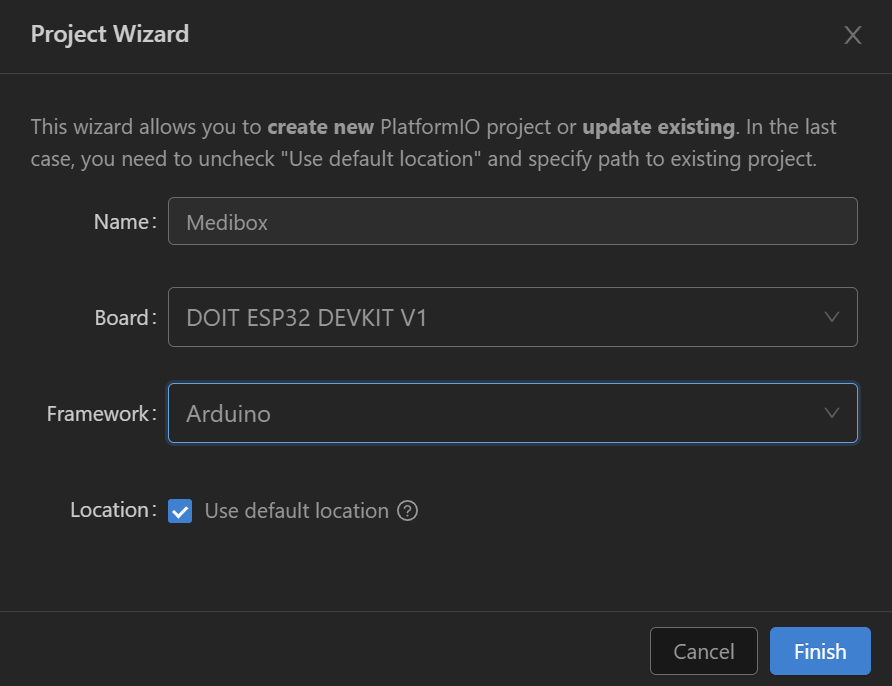 Project Wizard
This wizard allows you to create new PlatformIO project or update existing. In the last
case, you need to uncheck "Use default location" and specify path to existing project.
Name: Medibox
Board: DOIT ESP32 DEVKIT V1
Framework: Arduino
Location: Use default location
Cancel Finish